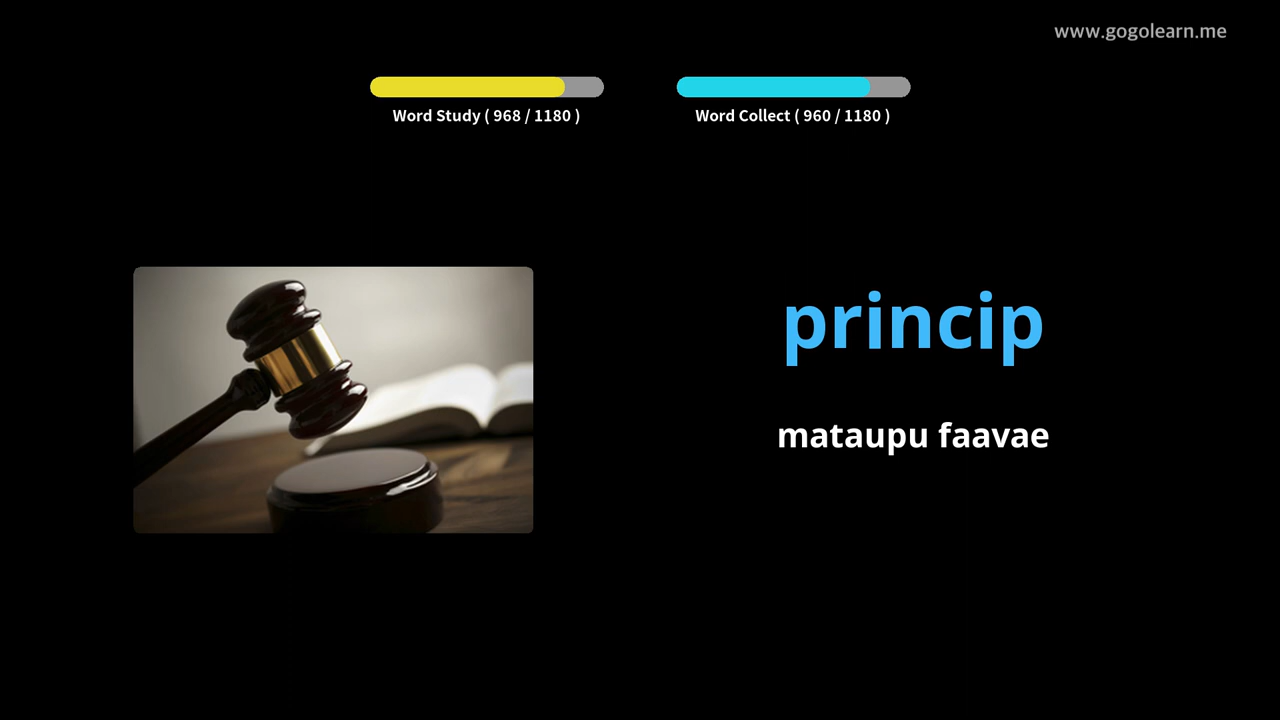 www.gogolearn.me
Word Study ( 968 / 1180 )
Word Collect ( 960 / 1180 )
princip
mataupu faavae